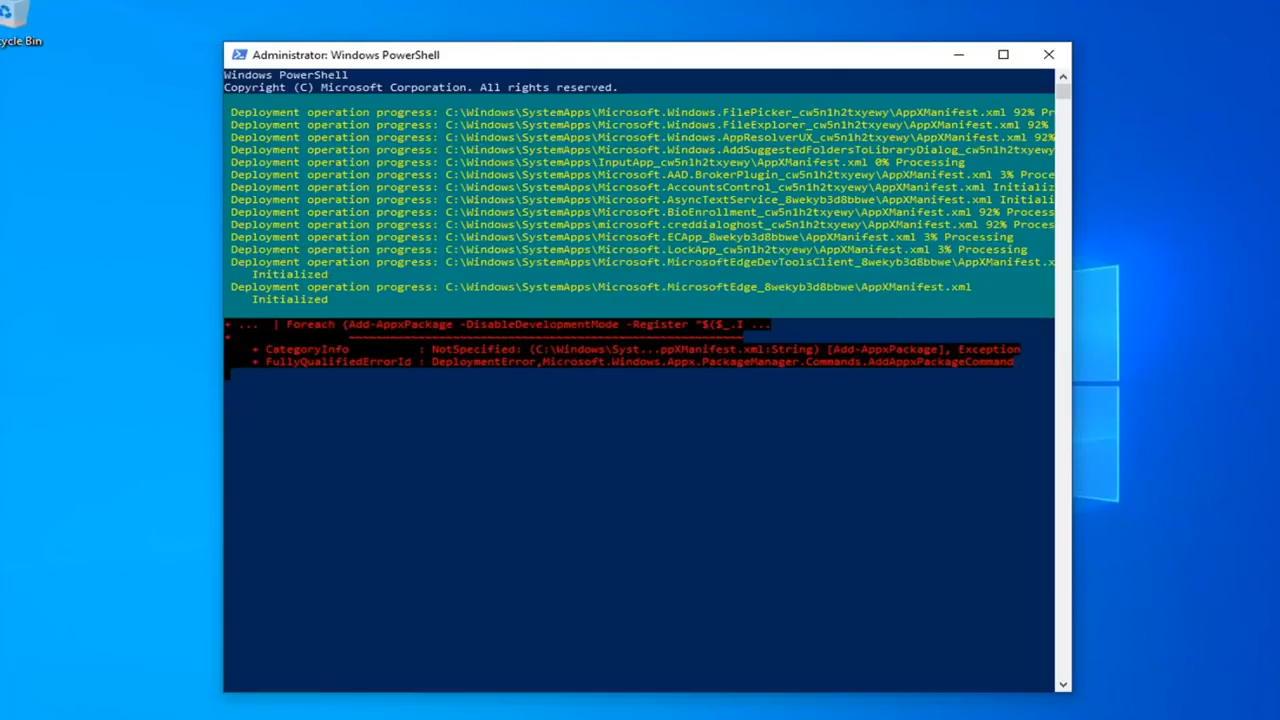 cycle Bin
Administrator: Windows PowerShell
Windows PowerShell
Copyright (C) Microsoft Corporation. All rights reserved.
Deployment operation progress: C:\Windows\SystemApps\Microsoft.Windows.FilePicker_cw5n1h2txyewy\AppXManifest.xml 92% Pr
Deployment operation progress: C:\Windows\SystemApps\Microsoft.Windows.FileExplorer_cw5n1h2txyewy\AppXManifest.xml 92%
Deployment operation progress: C:\Windows\SystemApps\Microsoft.Windows.AppResolverUX_cw5n1h2txyewy\AppXManifest.xml 92%
Deployment operation progress: C:\Windows\SystemApps\Microsoft.Windows.AddSuggestedFoldersToLibraryDialog_cw5n1h2txyewy
Deployment operation progress: C:\Windows\SystemApps\InputApp_cw5n1h2txyewy\AppXManifest.xml 0% Processing
Deployment operation progress: C:\Windows\SystemApps\Microsoft.AAD.BrokerPlugin_cw5n1h2txyewy\AppXManifest.xml 3% Proce
Deployment operation progress: C:\Windows\SystemApps\Microsoft.AccountsControl_cw5n1h2txyewy\AppXManifest.xml Initializ
Deployment operation progress: C:\Windows\SystemApps\Microsoft.AsyncTextService_8wekyb3d8bbwe\AppXManifest.xml Initiali
Deployment operation progress: C:\Windows\SystemApps\Microsoft.BioEnrollment_cw5n1h2txyewy\AppXManifest.xml 92% Process
Deployment operation progress: C:\Windows\SystemApps\Microsoft.creddialoghost_cw5n1h2txyewy\AppXManifest.xml 92% Proces
Deployment operation progress: C:\Windows\SystemApps\Microsoft.ECApp_8wekyb3d8bbwe\AppXManifest.xml 3% Processing
Deployment operation progress: C:\Windows\SystemApps\Microsoft.LockApp_cw5n1h2txyewy\AppXManifest.xml 3% Processing
Deployment operation progress: C:\Windows\SystemApps\Microsoft.MicrosoftEdgeDevToolsClient_8wekyb3d8bbwe\AppXManifest.x
Initialized
Deployment operation progress: C:\Windows\SystemApps\Microsoft.MicrosoftEdge_8wekyb3d8bbwe\AppXManifest.xml
Initialized
+ ... | Foreach {Add-AppxPackage -DisableDevelopmentMode -Register "$($_.I ...
+ ~~~~~~~~~~~~~~~~~~~~~~~~~~~~~~~~~~~~~~~~~~~~~~~~~~~~~~~~~
+ CategoryInfo : NotSpecified: (C:\Windows\Syst...ppXManifest.xml:String) [Add-AppxPackage], Exception
+ FullyQualifiedErrorId : DeploymentError,Microsoft.Windows.Appx.PackageManager.Commands.AddAppxPackageCommand